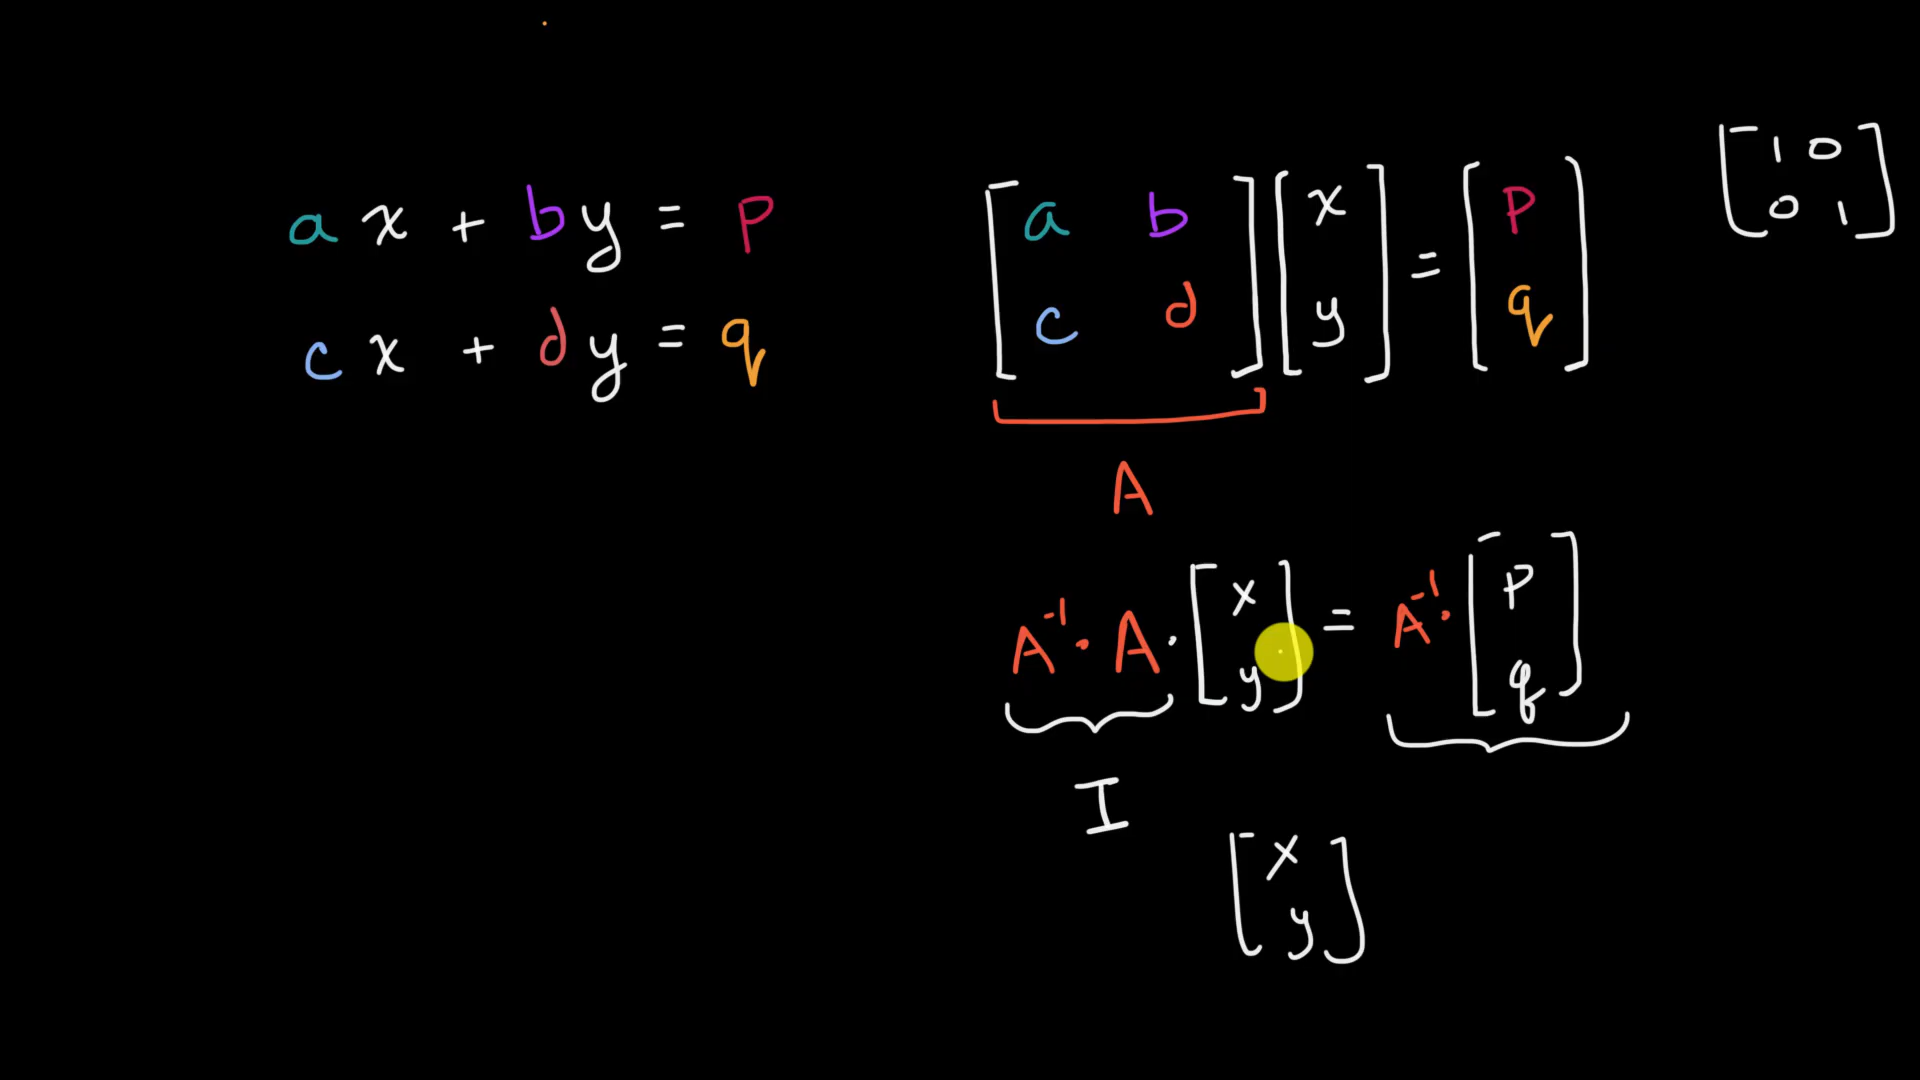 ax + by = p
cx + dy = q
[a b] [x] = [p]
[c d] [y] [q]
[1 0]
[0 1]
A
A⁻¹ · A · [x] = A⁻¹ · [p]
[y] [q]
I
[x]
[y]